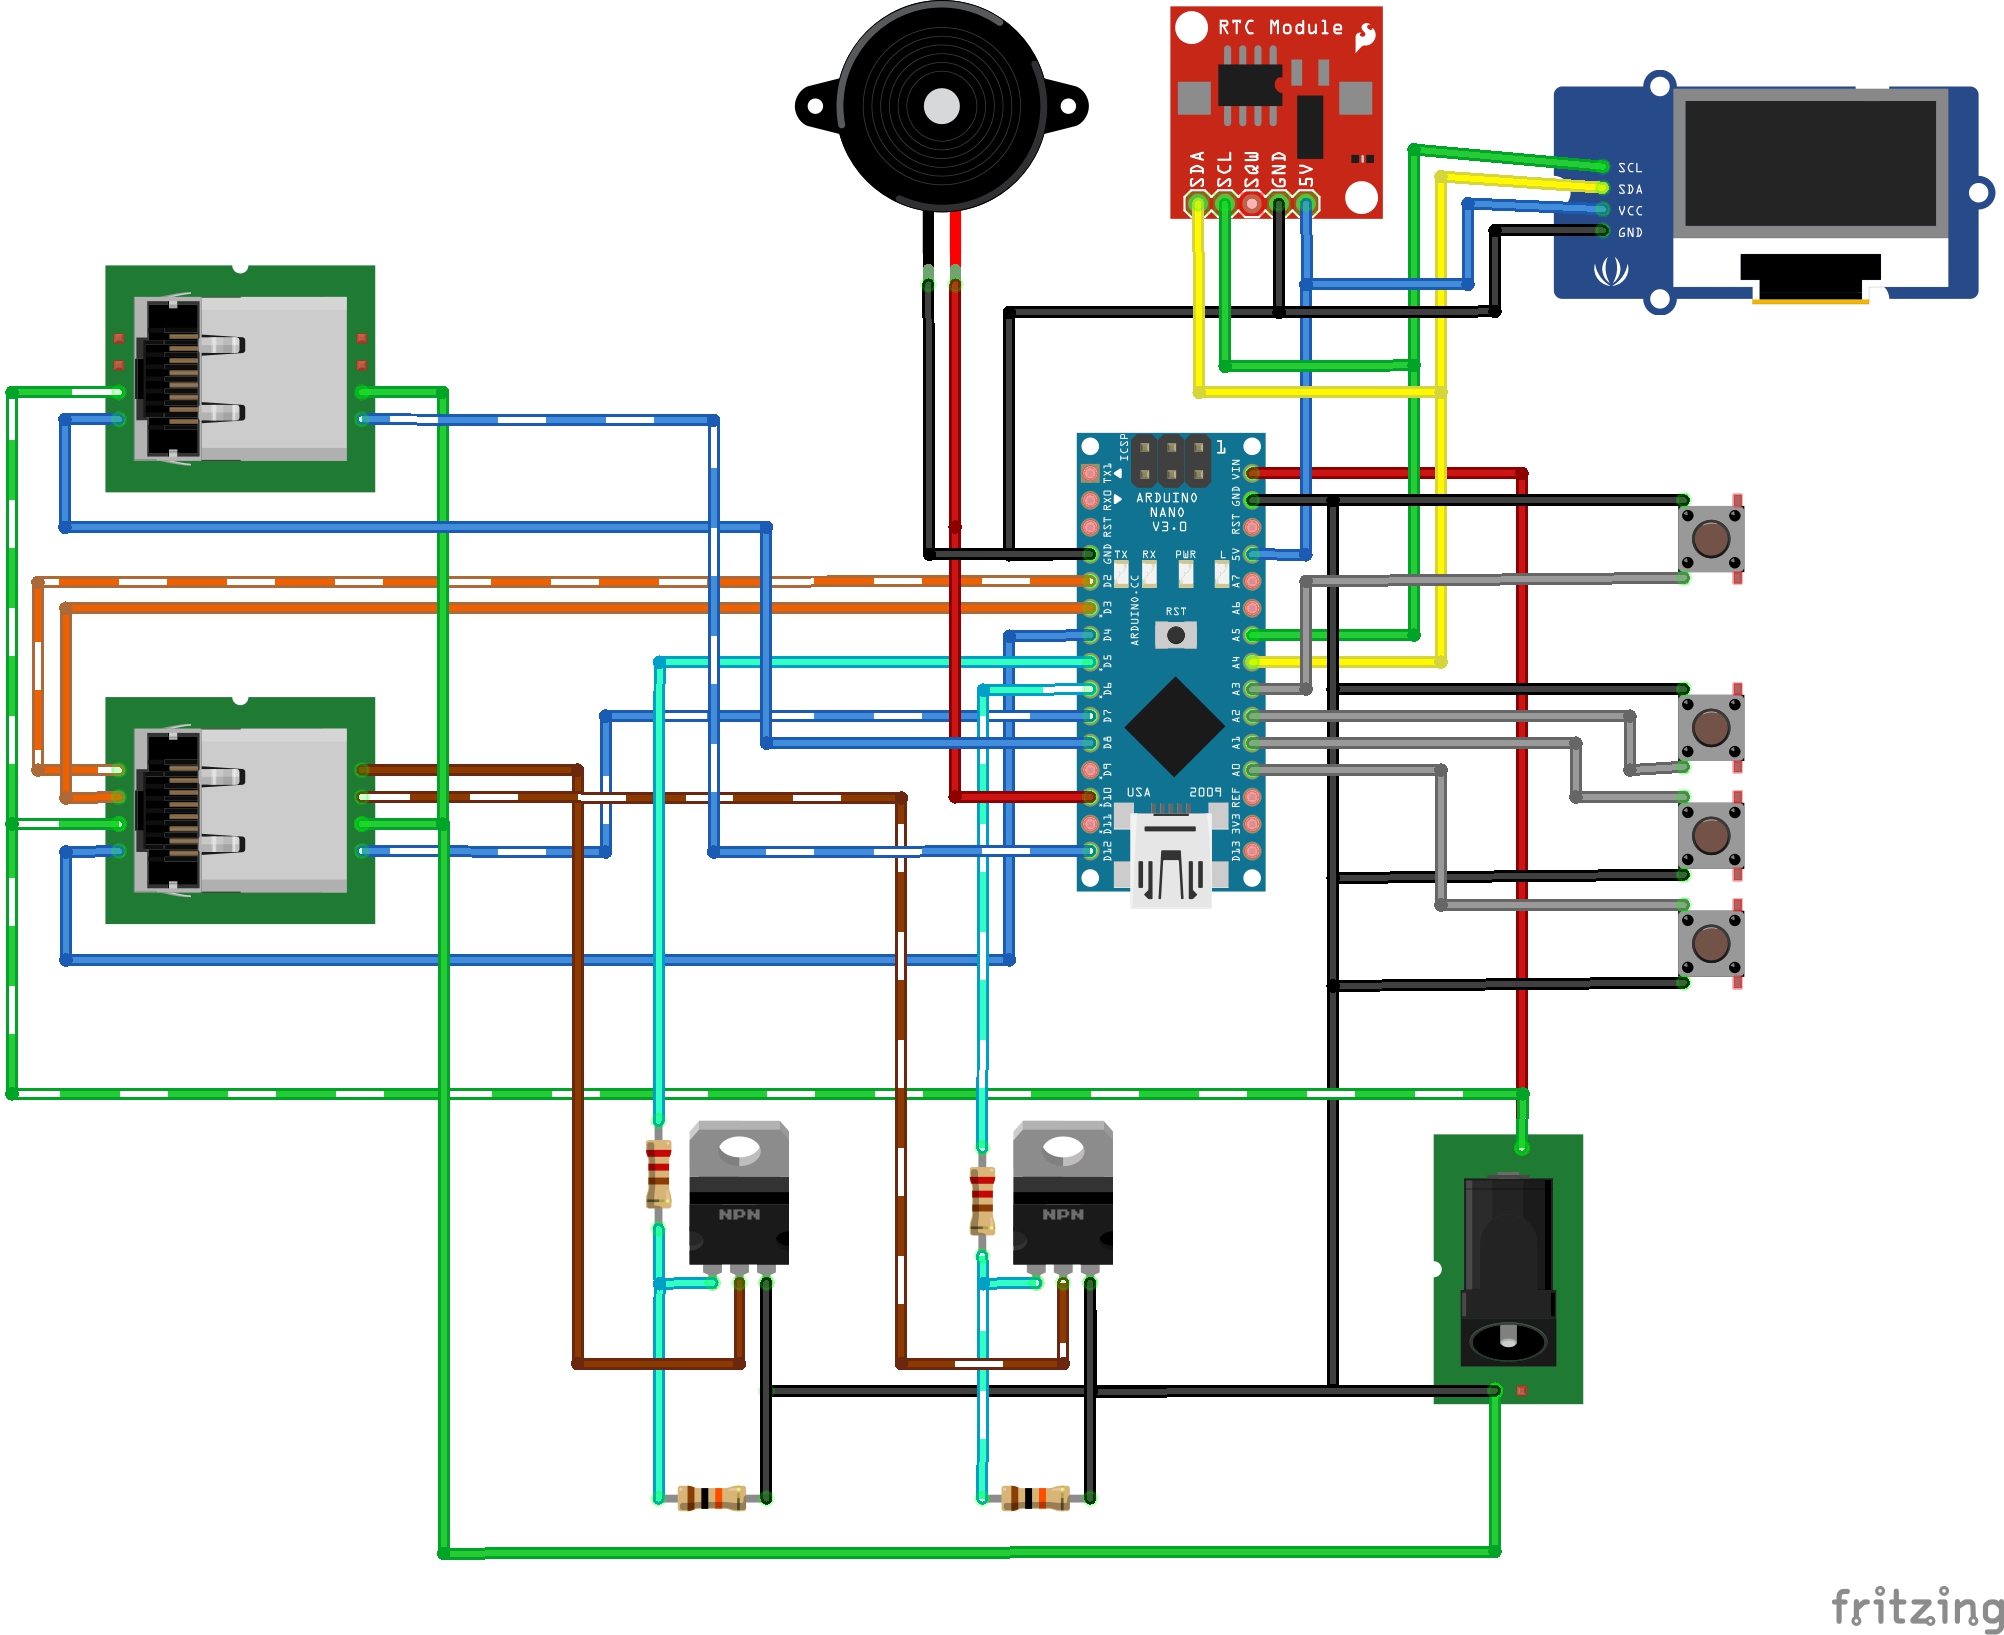 RTC Module
SDA
SCL
SQW
GND
5V
SCL
SDA
VCC
GND
ICSP
1
TX1
RX0
RST
GND
D2
D3
D4
D5
D6
D7
D8
D9
D10
D11
D12
VIN
GND
RST
5V
A7
A6
A5
A4
A3
A2
A1
A0
REF
3V3
D13
ARDUINO
NANO
V3.0
TX RX PWR L
ARDUINO.CC
RST
USA 2009
NPN
NPN
fritzing